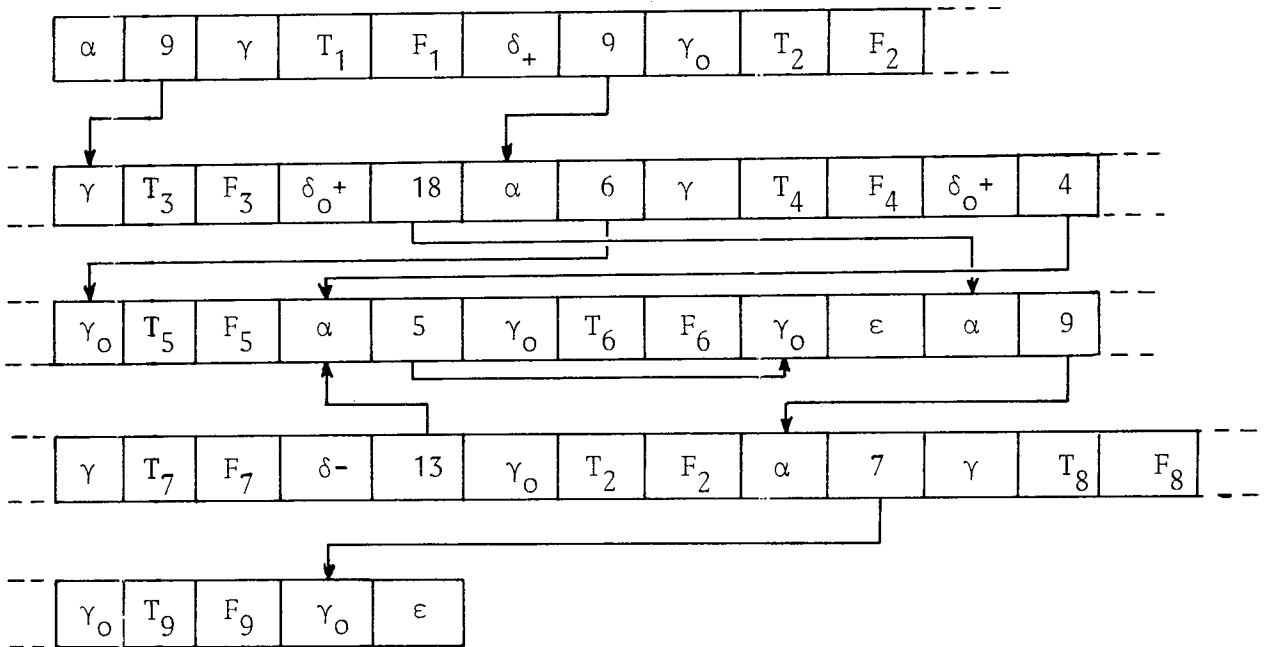 α 9 γ T₁ F₁ δ₊ 9 γₒ T₂ F₂
γ T₃ F₃ δₒ+ 18 α 6 γ T₄ F₄ δₒ+ 4
γₒ T₅ F₅ α 5 γₒ T₆ F₆ γₒ ε α 9
γ T₇ F₇ δ- 13 γₒ T₂ F₂ α 7 γ T₈ F₈
γₒ T₉ F₉ γₒ ε